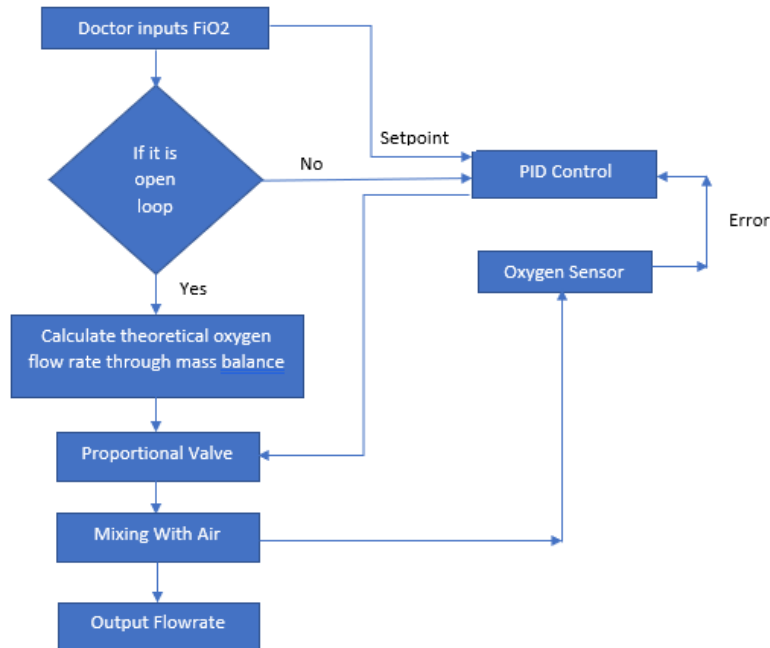 Doctor inputs FiO2
If it is
open
loop
No
Setpoint
PID Control
Error
Oxygen Sensor
Yes
Calculate theoretical oxygen
flow rate through mass balance
Proportional Valve
Mixing With Air
Output Flowrate